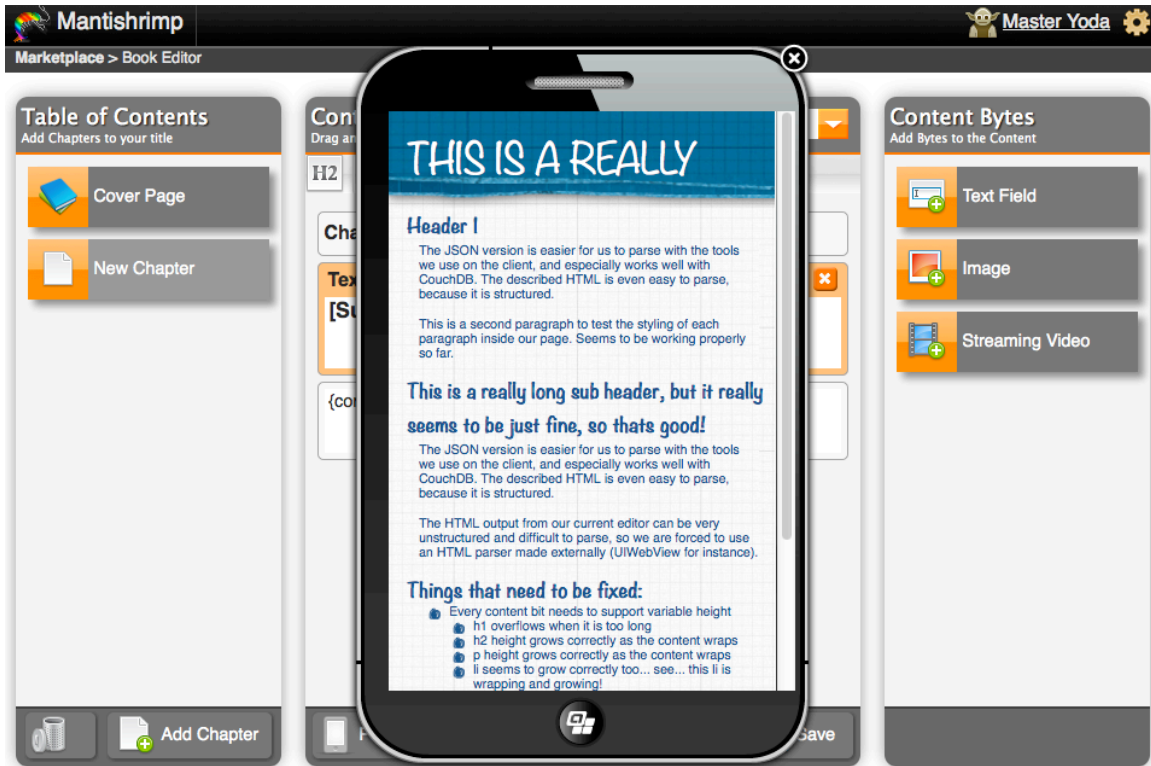 Mantishrimp
Master Yoda
Marketplace > Book Editor
Table of Contents
Add Chapters to your title
Cover Page
New Chapter
Add Chapter
H2
THIS IS A REALLY
Header 1
The JSON version is easier for us to parse with the tools
we use on the client, and especially works well with
CouchDB. The described HTML is even easy to parse,
because it is structured.
This is a second paragraph to test the styling of each
paragraph inside our page. Seems to be working properly
so far.
This is a really long sub header, but it really
seems to be just fine, so thats good!
The JSON version is easier for us to parse with the tools
we use on the client, and especially works well with
CouchDB. The described HTML is even easy to parse,
because it is structured.
The HTML output from our current editor can be very
unstructured and difficult to parse, so we are forced to use
an HTML parser made externally (UIWebView for instance).
Things that need to be fixed:
Every content bit needs to support variable height
h1 overflows when it is too long
h2 height grows correctly as the content wraps
p height grows correctly as the content wraps
li seems to grow correctly too... see... this li is
wrapping and growing!
Save
Content Bytes
Add Bytes to the Content
Text Field
Image
Streaming Video